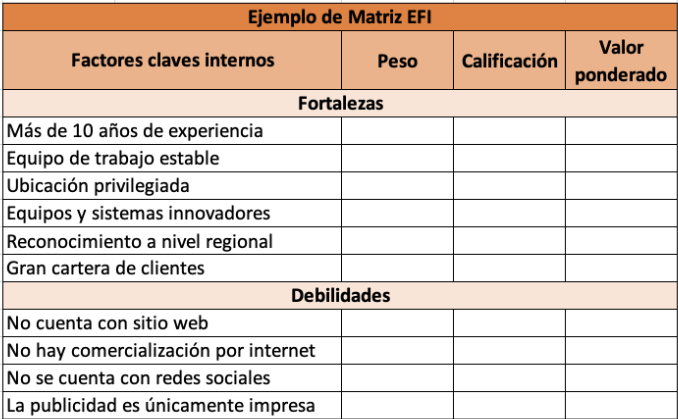 Ejemplo de Matriz EFI
Factores claves internos Peso Calificación Valor ponderado
Fortalezas
Más de 10 años de experiencia
Equipo de trabajo estable
Ubicación privilegiada
Equipos y sistemas innovadores
Reconocimiento a nivel regional
Gran cartera de clientes
Debilidades
No cuenta con sitio web
No hay comercialización por internet
No se cuenta con redes sociales
La publicidad es únicamente impresa